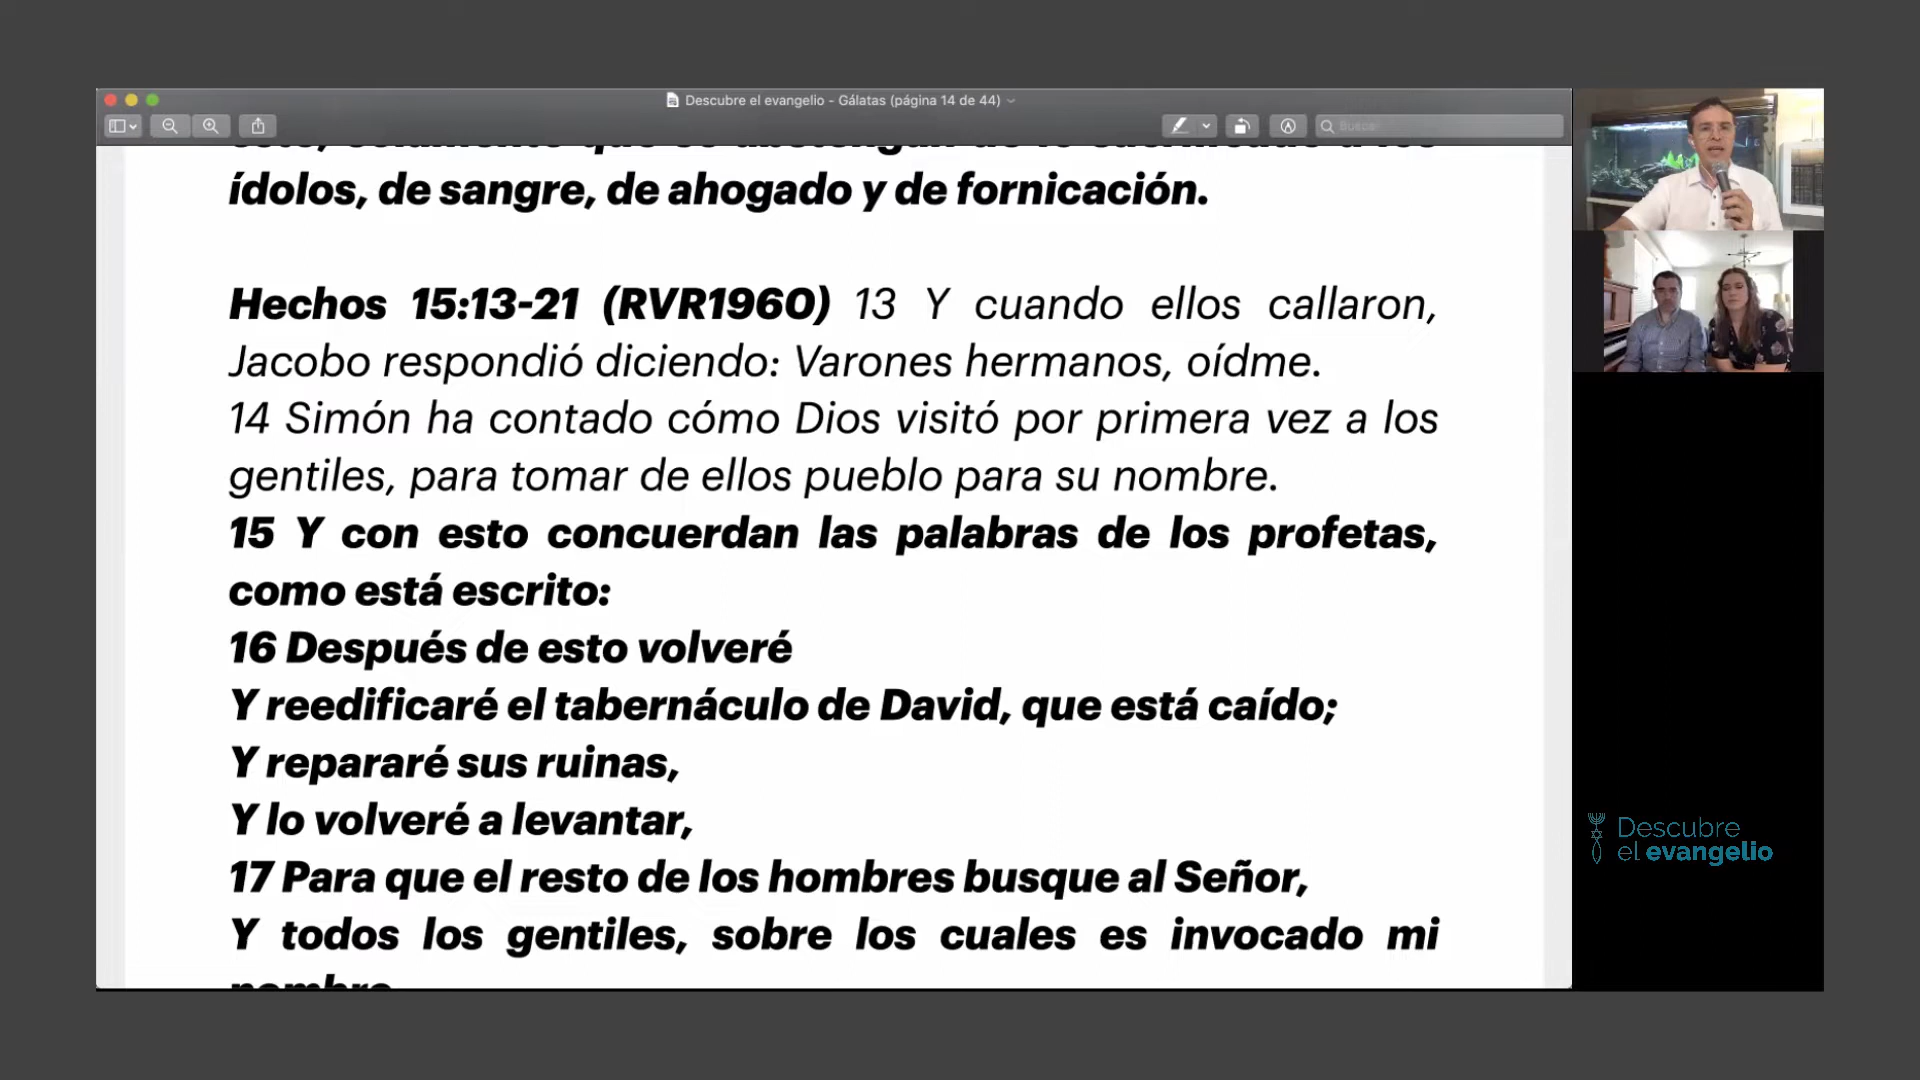 Descubre el evangelio - Gálatas (página 14 de 44)
Buscar
ídolos, de sangre, de ahogado y de fornicación.
Hechos 15:13-21 (RVR1960) 13 Y cuando ellos callaron,
Jacobo respondió diciendo: Varones hermanos, oídme.
14 Simón ha contado cómo Dios visitó por primera vez a los
gentiles, para tomar de ellos pueblo para su nombre.
15 Y con esto concuerdan las palabras de los profetas,
como está escrito:
16 Después de esto volveré
Y reedificaré el tabernáculo de David, que está caído;
Y repararé sus ruinas,
Y lo volveré a levantar,
17 Para que el resto de los hombres busque al Señor,
Y todos los gentiles, sobre los cuales es invocado mi
Descubre
el evangelio